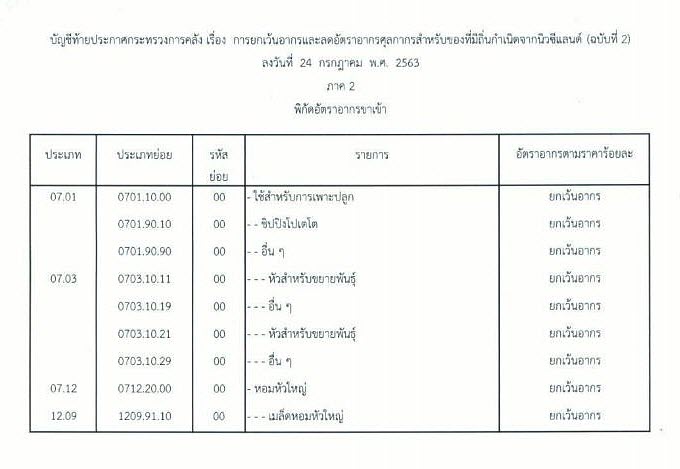 บัญชีท้ายประกาศกระทรวงการคลัง เรื่อง การยกเว้นอากรและลดอัตราอากรศุลกากรสำหรับของที่มีถิ่นกำเนิดจากนิวซีแลนด์ (ฉบับที่ 2)
ลงวันที่ 24 กรกฎาคม พ.ศ. 2563
ภาค 2
พิกัดอัตราอากรขาเข้า
ประเภท ประเภทย่อย รหัสย่อย รายการ อัตราอากรตามราคาร้อยละ
07.01 0701.10.00 00 - ใช้สำหรับการเพาะปลูก ยกเว้นอากร
0701.90.10 00 - - ชิปปิงโปเตโต ยกเว้นอากร
0701.90.90 00 - - อื่น ๆ ยกเว้นอากร
07.03 0703.10.11 00 - - - หัวสำหรับขยายพันธุ์ ยกเว้นอากร
0703.10.19 00 - - - อื่น ๆ ยกเว้นอากร
0703.10.21 00 - - - หัวสำหรับขยายพันธุ์ ยกเว้นอากร
0703.10.29 00 - - - อื่น ๆ ยกเว้นอากร
07.12 0712.20.00 00 - หอมหัวใหญ่ ยกเว้นอากร
12.09 1209.91.10 00 - - - เมล็ดหอมหัวใหญ่ ยกเว้นอากร